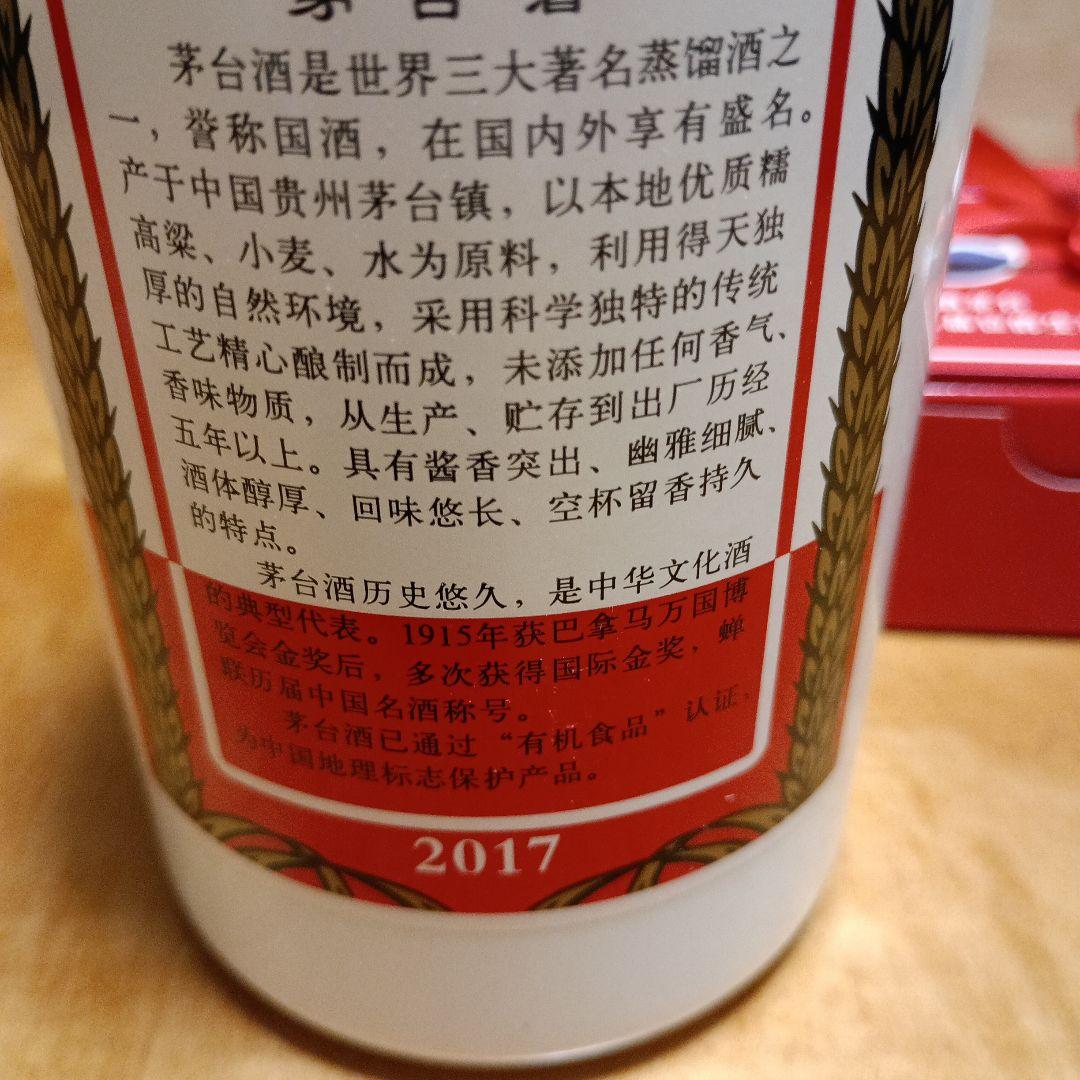 茅台酒
茅台酒是世界三大著名蒸馏酒之
一，誉称国酒，在国内外享有盛名。
产于中国贵州茅台镇，以本地优质糯
高粱、小麦、水为原料，利用得天独
厚的自然环境，采用科学独特的传统
工艺精心酿制而成，未添加任何香气、
香味物质，从生产、贮存到出厂历经
五年以上。具有酱香突出、幽雅细腻、
酒体醇厚、回味悠长、空杯留香持久
的特点。
茅台酒历史悠久，是中华文化酒
的典型代表。1915年获巴拿马万国博
览会金奖后，多次获得国际金奖，蝉
联历届中国名酒称号。
茅台酒已通过“有机食品”认证，
为中国地理标志保护产品。
2017